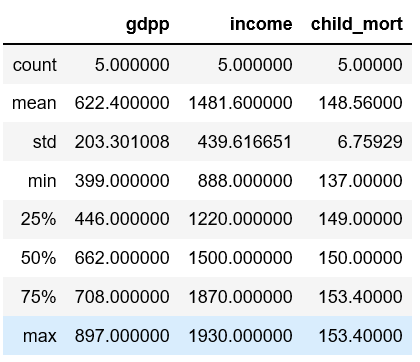 gdpp income child_mort
count 5.000000 5.000000 5.00000
mean 622.400000 1481.600000 148.56000
std 203.301008 439.616651 6.75929
min 399.000000 888.000000 137.00000
25% 446.000000 1220.000000 149.00000
50% 662.000000 1500.000000 150.00000
75% 708.000000 1870.000000 153.40000
max 897.000000 1930.000000 153.40000